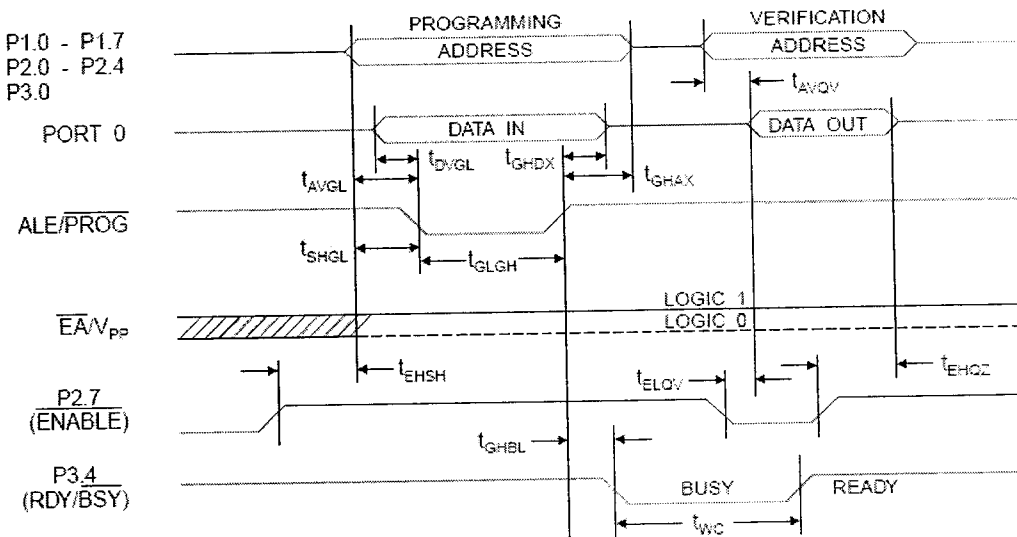 PROGRAMMING
VERIFICATION
P1.0 - P1.7
P2.0 - P2.4
P3.0
ADDRESS
ADDRESS
tAVQV
PORT 0
DATA IN
DATA OUT
tDVGL
tGHDX
tAVGL
tGHAX
ALE/PROG
tSHGL
tGLGH
LOGIC 1
LOGIC 0
EA/VPP
tEHSH
tELQV
tEHQZ
P2.7
(ENABLE)
tGHBL
P3.4
(RDY/BSY)
BUSY
READY
tWC